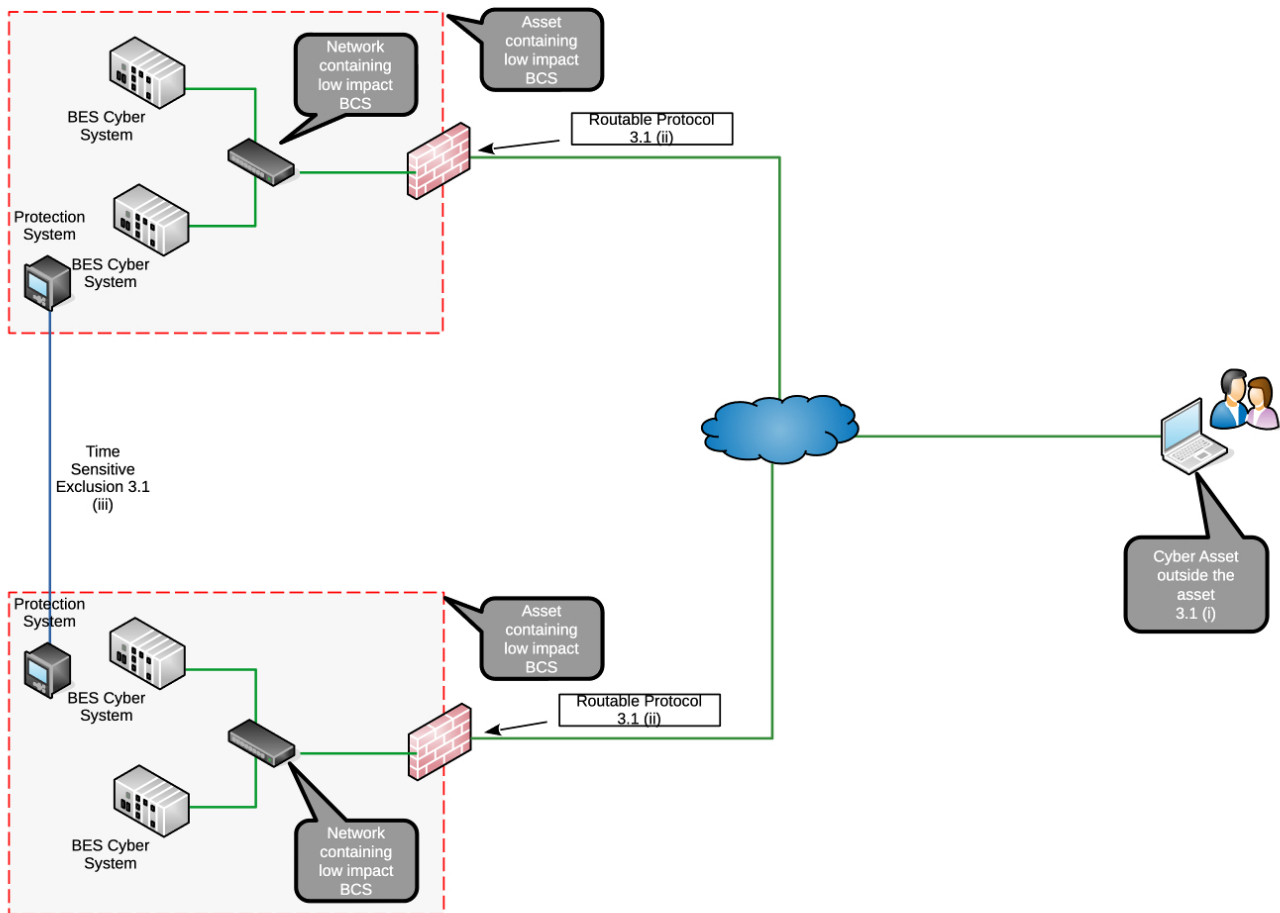 Asset
containing
low impact
BCS
Network
containing
low impact
BCS
BES Cyber
System
Routable Protocol
3.1 (ii)
Protection
System
BES Cyber
System
Time
Sensitive
Exclusion 3.1
(iii)
Cyber Asset
outside the
asset
3.1 (i)
Protection
System
Asset
containing
low impact
BCS
BES Cyber
System
Routable Protocol
3.1 (ii)
BES Cyber
System
Network
containing
low impact
BCS